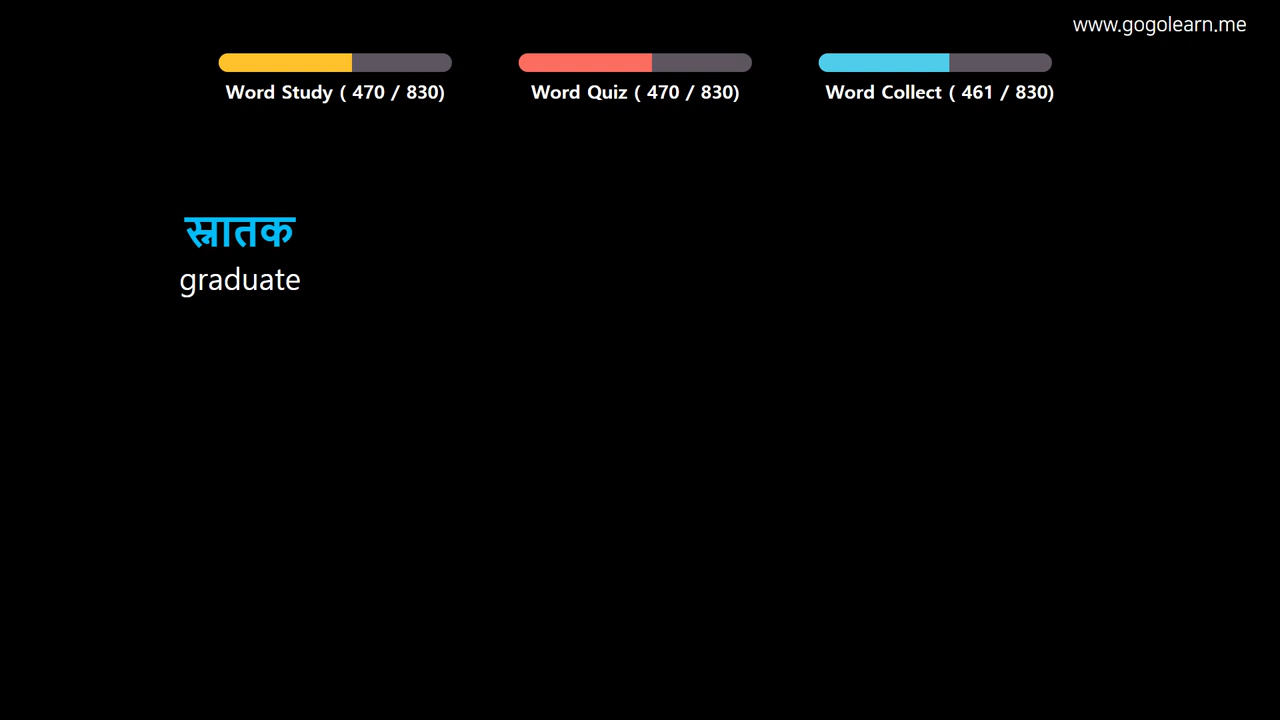 www.gogolearn.me
Word Study ( 470 / 830)
Word Quiz ( 470 / 830)
Word Collect ( 461 / 830)
स्नातक
graduate